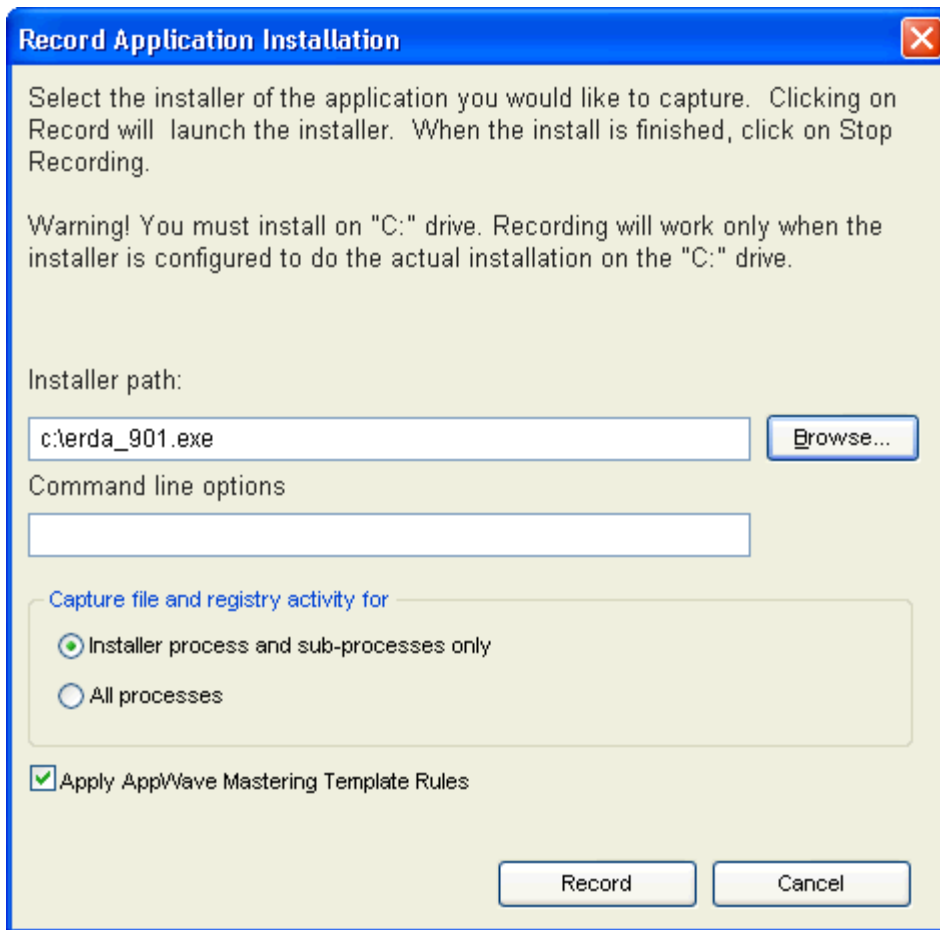 Record Application Installation
Select the installer of the application you would like to capture.  Clicking on
Record will  launch the installer.  When the install is finished, click on Stop
Recording.
Warning! You must install on "C:" drive. Recording will work only when the
installer is configured to do the actual installation on the "C:" drive.
Installer path:
c:\erda_901.exe
Browse...
Command line options
Capture file and registry activity for
Installer process and sub-processes only
All processes
Apply AppWave Mastering Template Rules
Record
Cancel